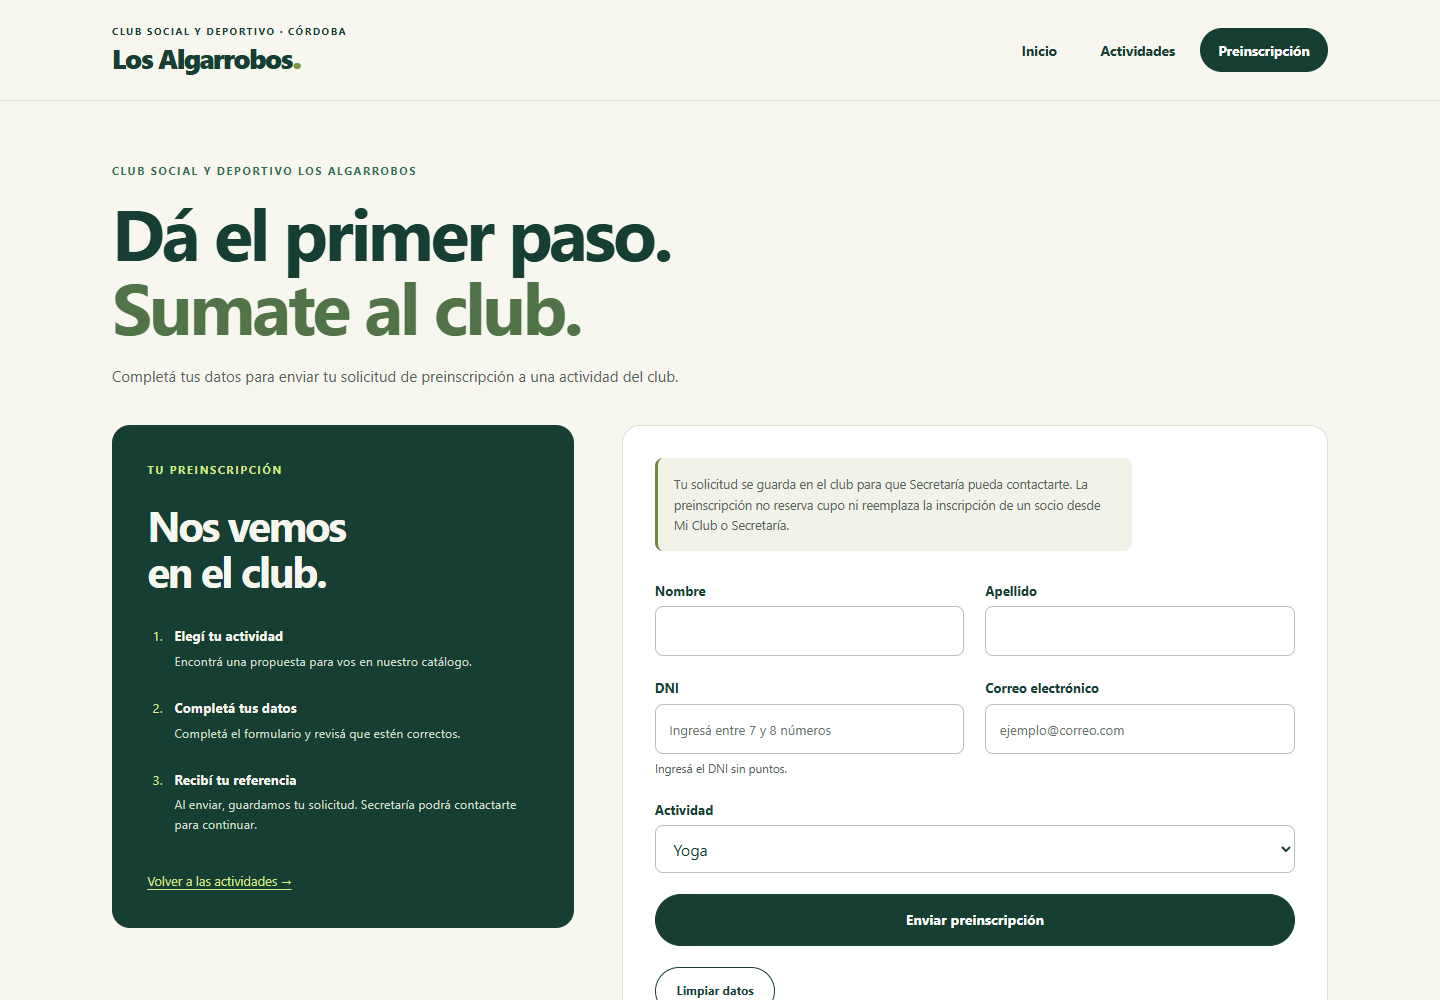 CLUB SOCIAL Y DEPORTIVO · CÓRDOBA
Los Algarrobos.
Inicio
Actividades
Preinscripción
CLUB SOCIAL Y DEPORTIVO LOS ALGARROBOS
Dá el primer paso.
Sumate al club.
Completá tus datos para enviar tu solicitud de preinscripción a una actividad del club.
TU PREINSCRIPCIÓN
Nos vemos
en el club.
1. Elegí tu actividad
Encontrá una propuesta para vos en nuestro catálogo.
2. Completá tus datos
Completá el formulario y revisá que estén correctos.
3. Recibí tu referencia
Al enviar, guardamos tu solicitud. Secretaría podrá contactarte
para continuar.
Volver a las actividades →
Tu solicitud se guarda en el club para que Secretaría pueda contactarte. La
preinscripción no reserva cupo ni reemplaza la inscripción de un socio desde
Mi Club o Secretaría.
Nombre
Apellido
DNI
Correo electrónico
Ingresá entre 7 y 8 números
ejemplo@correo.com
Ingresá el DNI sin puntos.
Actividad
Yoga
Enviar preinscripción
Limpiar datos